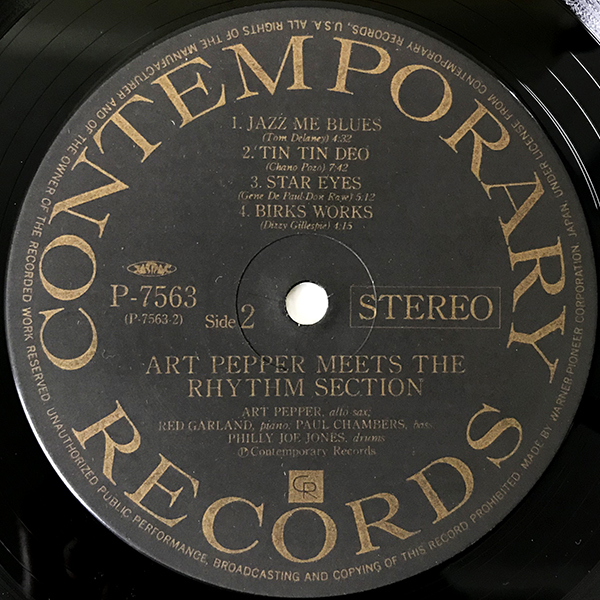 CONTEMPORARY
RECORDS
1. JAZZ ME BLUES
(Tom Delaney) 4:32
2. TIN TIN DEO
(Chano Pozo) 7:42
3. STAR EYES
(Gene De Paul-Don Raye) 5:12
4. BIRKS WORKS
(Dizzy Gillespie) 4:15
JASRAC
P-7563
(P-7563-2)
Side 2
STEREO
ART PEPPER MEETS THE
RHYTHM SECTION
ART PEPPER, alto sax;
RED GARLAND, piano; PAUL CHAMBERS, bass
PHILLY JOE JONES, drums
Ⓟ Contemporary Records
CR
UNAUTHORIZED PUBLIC PERFORMANCE, BROADCASTING AND COPYING OF THIS RECORD PROHIBITED. MADE BY WARNER PIONEER CORPORATION, JAPAN, UNDER LICENSE FROM CONTEMPORARY RECORDS, U.S.A. ALL RIGHTS OF THE MANUFACTURER AND OF THE OWNER OF THE RECORDED WORK RESERVED